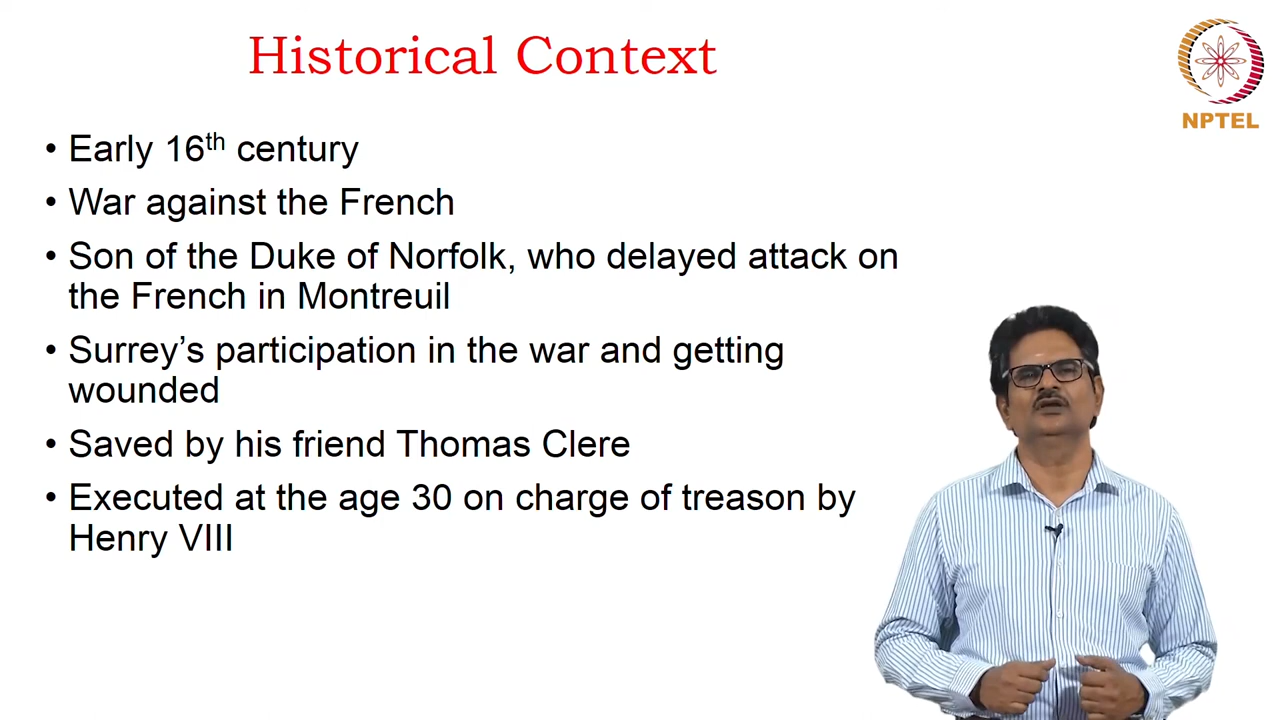 Historical Context
NPTEL
• Early 16th century
• War against the French
• Son of the Duke of Norfolk, who delayed attack on
the French in Montreuil
• Surrey’s participation in the war and getting
wounded
• Saved by his friend Thomas Clere
• Executed at the age 30 on charge of treason by
Henry VIII